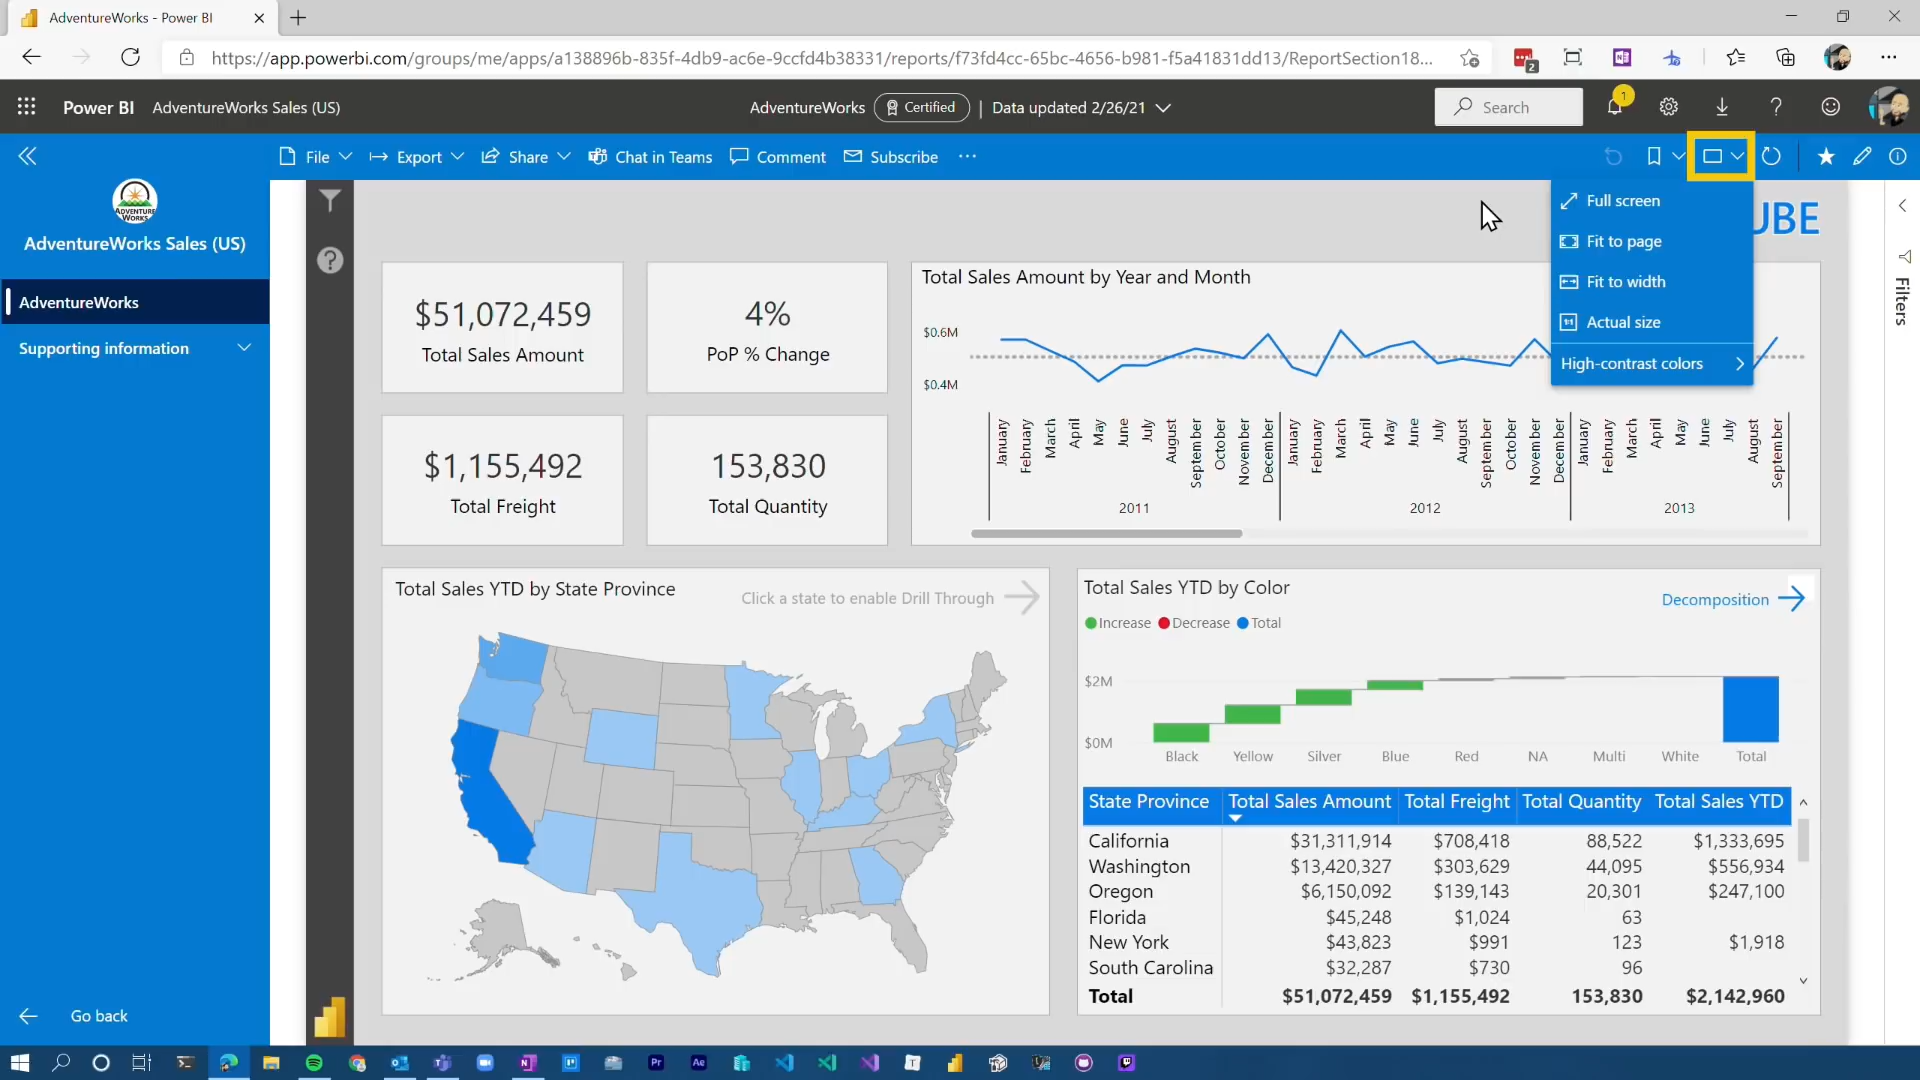 AdventureWorks - Power BI
https://app.powerbi.com/groups/me/apps/a138896b-835f-4db9-ac6e-9ccfd4b38331/reports/f73fd4cc-65bc-4656-b981-f5a41831dd13/ReportSection18...
2
Power BI AdventureWorks Sales (US)
AdventureWorks Certified | Data updated 2/26/21
Search
1
File Export Share Chat in Teams Comment Subscribe ...
ADVENTURE WORKS
AdventureWorks Sales (US)
AdventureWorks
Supporting information
Go back
Full screen
Fit to page
Fit to width
Actual size
High-contrast colors
UBE
Filters
$51,072,459
Total Sales Amount
4%
PoP % Change
$1,155,492
Total Freight
153,830
Total Quantity
Total Sales Amount by Year and Month
$0.6M
$0.4M
January February March April May June July August September October November December January February March April May June July August September October November December January February March April May June July August September
2011 2012 2013
Total Sales YTD by State Province
Click a state to enable Drill Through
Total Sales YTD by Color
Decomposition
Increase Decrease Total
$2M
$0M
Black Yellow Silver Blue Red NA Multi White Total
State Province Total Sales Amount Total Freight Total Quantity Total Sales YTD
California $31,311,914 $708,418 88,522 $1,333,695
Washington $13,420,327 $303,629 44,095 $556,934
Oregon $6,150,092 $139,143 20,301 $247,100
Florida $45,248 $1,024 63
New York $43,823 $991 123 $1,918
South Carolina $32,287 $730 96
Total $51,072,459 $1,155,492 153,830 $2,142,960
Pr Ae